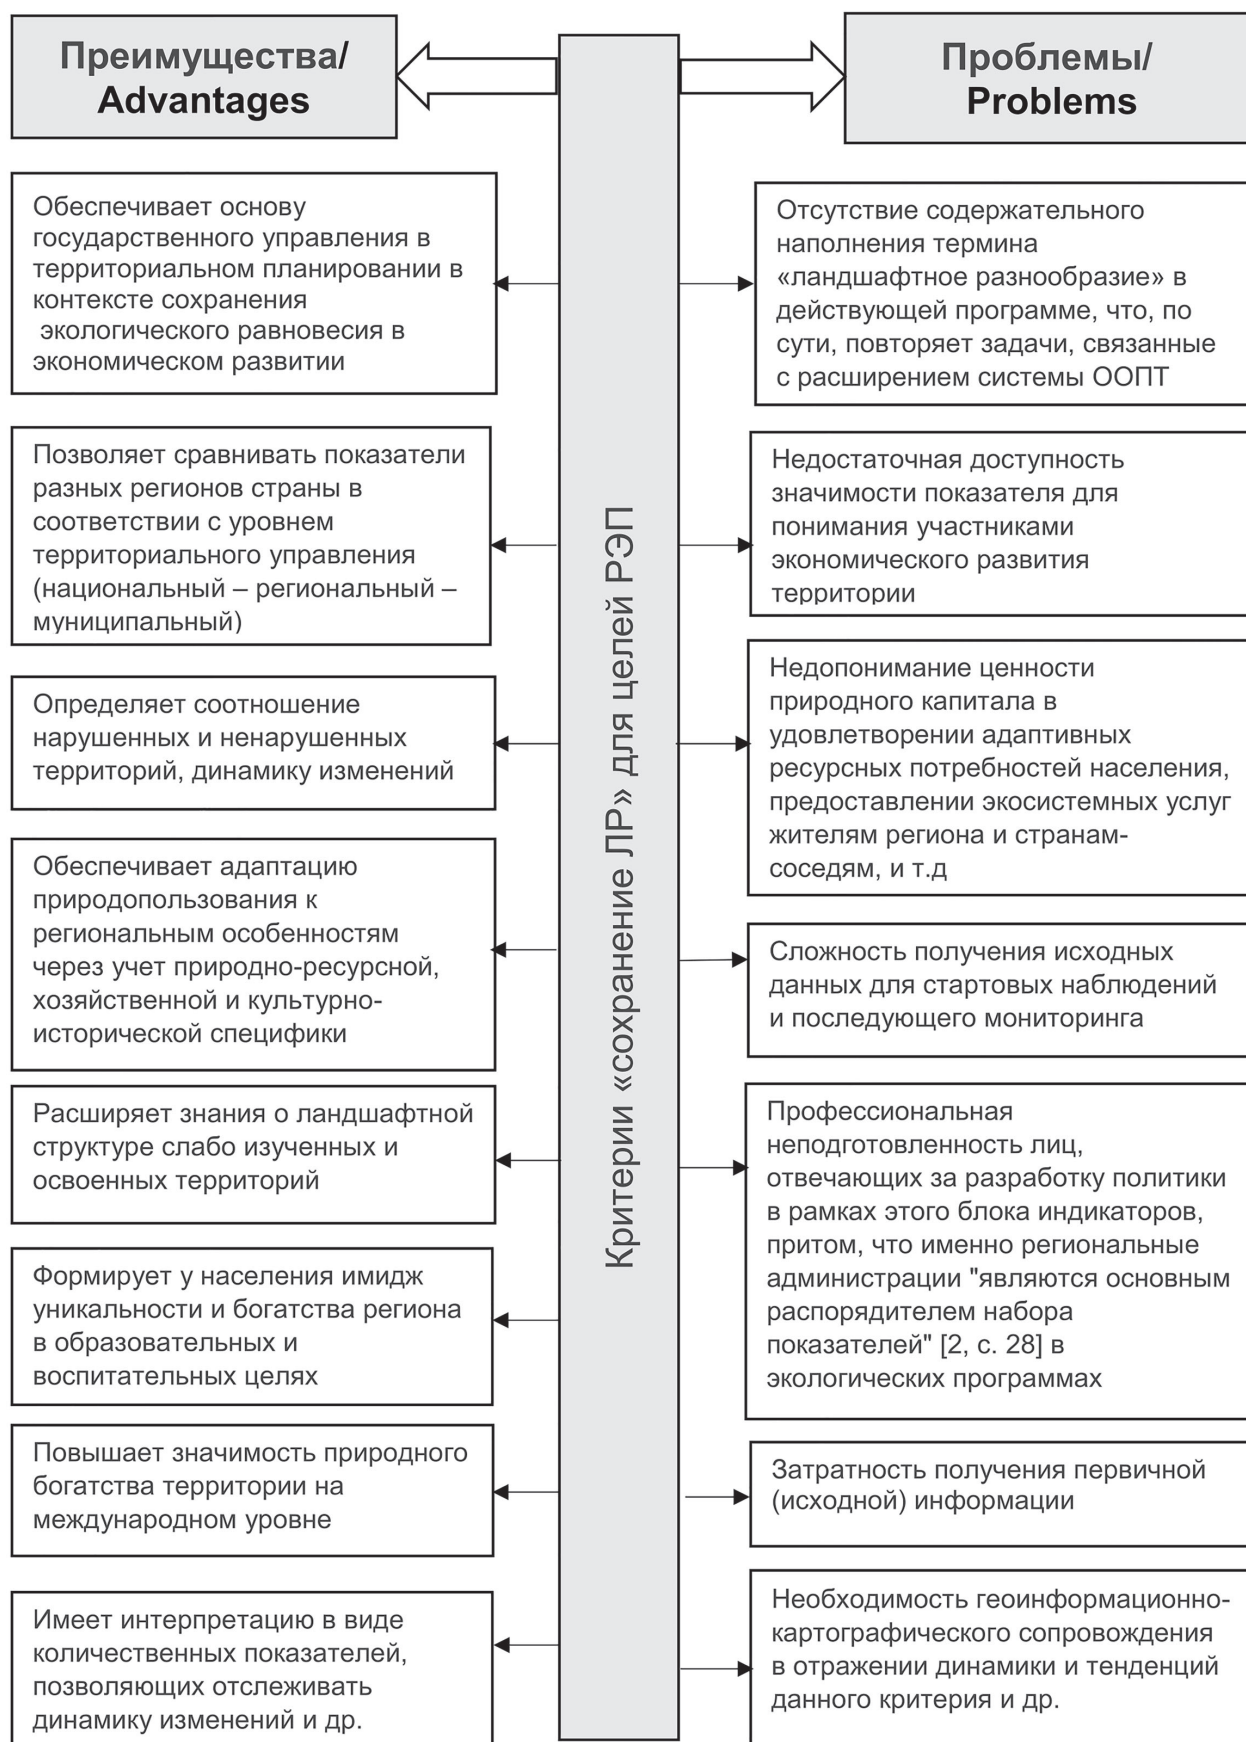 Преимущества/
Advantages
Обеспечивает основу
государственного управления в
территориальном планировании в
контексте сохранения
экологического равновесия в
экономическом развитии
Позволяет сравнивать показатели
разных регионов страны в
соответствии с уровнем
территориального управления
(национальный – региональный –
муниципальный)
Определяет соотношение
нарушенных и ненарушенных
территорий, динамику изменений
Обеспечивает адаптацию
природопользования к
региональным особенностям
через учет природно-ресурсной,
хозяйственной и культурно-
исторической специфики
Расширяет знания о ландшафтной
структуре слабо изученных и
освоенных территорий
Формирует у населения имидж
уникальности и богатства региона
в образовательных и
воспитательных целях
Повышает значимость природного
богатства территории на
международном уровне
Имеет интерпретацию в виде
количественных показателей,
позволяющих отслеживать
динамику изменений и др.
Критерии «сохранение ЛР» для целей РЭП
Проблемы/
Problems
Отсутствие содержательного
наполнения термина
«ландшафтное разнообразие» в
действующей программе, что, по
сути, повторяет задачи, связанные
с расширением системы ООПТ
Недостаточная доступность
значимости показателя для
понимания участниками
экономического развития
территории
Недопонимание ценности
природного капитала в
удовлетворении адаптивных
ресурсных потребностей населения,
предоставлении экосистемных услуг
жителям региона и странам-
соседям, и т.д
Сложность получения исходных
данных для стартовых наблюдений
и последующего мониторинга
Профессиональная
неподготовленность лиц,
отвечающих за разработку политики
в рамках этого блока индикаторов,
притом, что именно региональные
администрации "являются основным
распорядителем набора
показателей" [2, с. 28] в
экологических программах
Затратность получения первичной
(исходной) информации
Необходимость геоинформационно-
картографического сопровождения
в отражении динамики и тенденций
данного критерия и др.